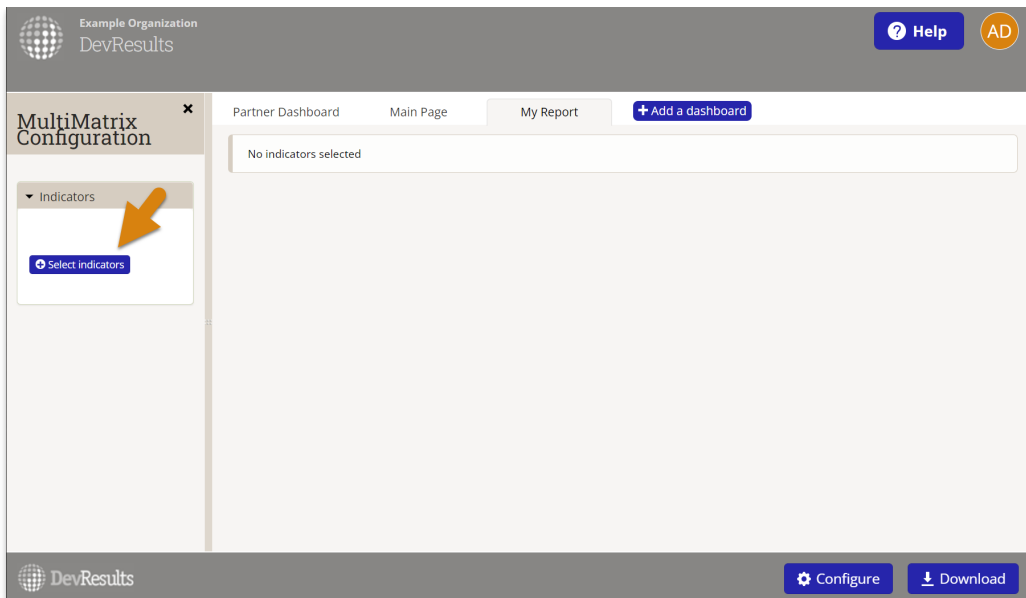 Example Organization
DevResults
Help
AD
MultiMatrix
Configuration
×
Partner Dashboard
Main Page
My Report
+ Add a dashboard
No indicators selected
Indicators
Select indicators
DevResults
Configure
Download